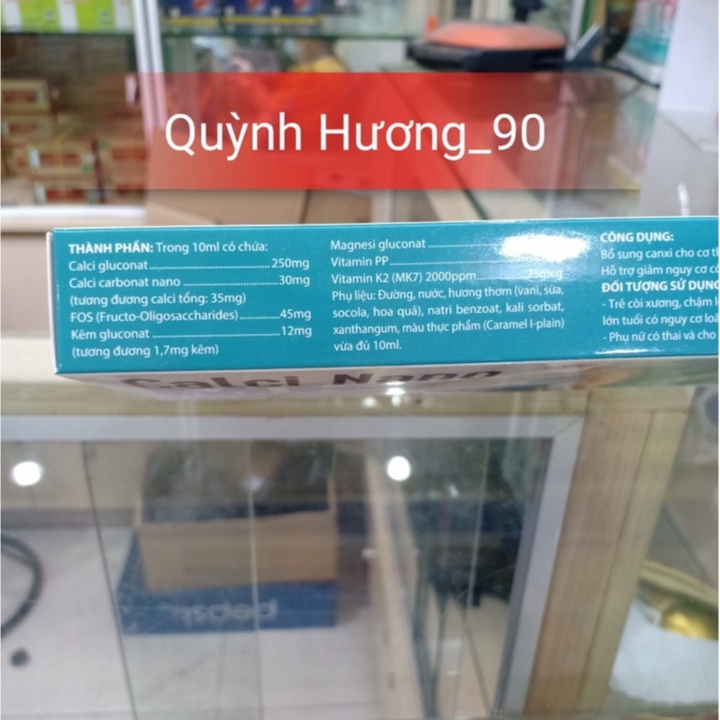 Quỳnh Hương_90
THÀNH PHẦN: Trong 10ml có chứa:
Calci gluconat............................250mg
Calci carbonat nano....................30mg
(tương đương calci tổng: 35mg)
FOS (Fructo-Oligosaccharides)..........45mg
Kẽm gluconat............................12mg
(tương đương 1,7mg kẽm)
Magnesi gluconat
Vitamin PP
Vitamin K2 (MK7) 2000ppm............25mcg
Phụ liệu: Đường, nước, hương thơm (vani, sữa,
socola, hoa quả), natri benzoat, kali sorbat,
xanthangum, màu thực phẩm (Caramel I-plain)
vừa đủ 10ml.
CÔNG DỤNG:
Bổ sung canxi cho cơ
Hỗ trợ giảm nguy cơ
ĐỐI TƯỢNG SỬ DỤNG
- Trẻ còi xương, chậm
lớn tuổi có nguy cơ
- Phụ nữ có thai và cho
Calci Nano
pepsi